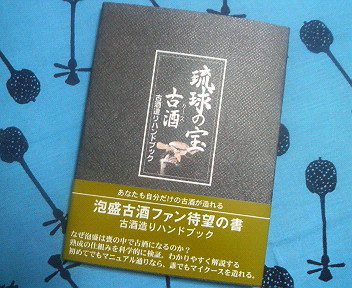 琉球の宝
古酒
クース
古酒造りハンドブック
あなたも自分だけの古酒が造れる
泡盛古酒ファン待望の書
古酒造りハンドブック
なぜ泡盛は甕の中で古酒になるのか?
熟成の仕組みを科学的に検証。わかりやすく解説する
初めてでもマニュアル通りなら、誰でもマイクースを造れる。